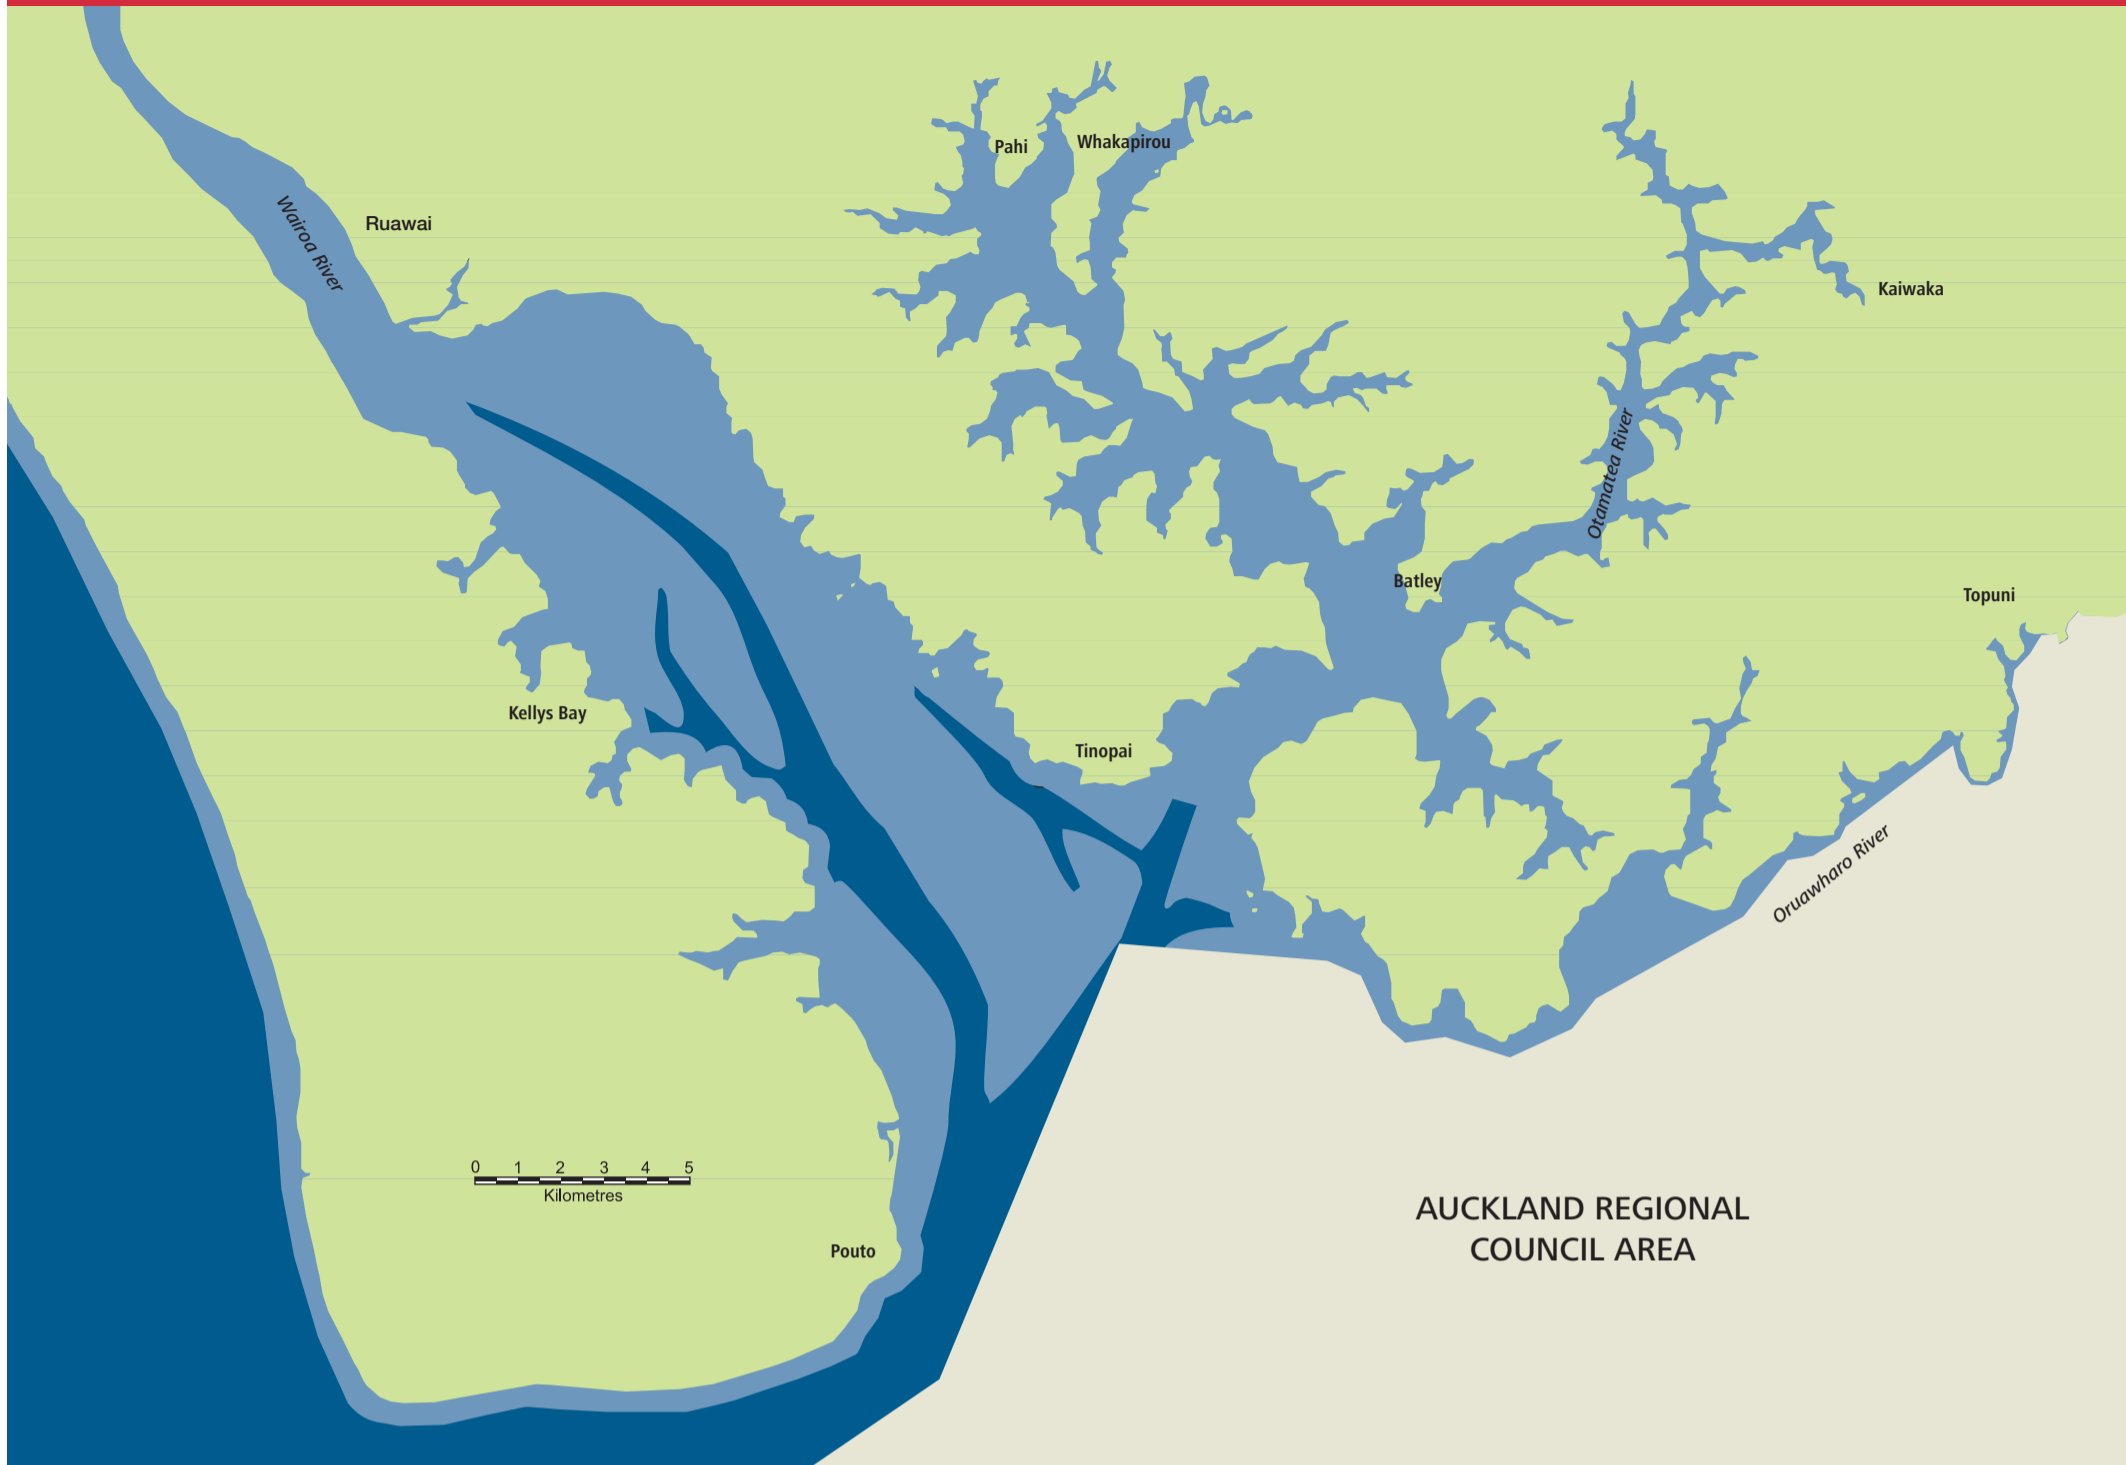 Pahi
Whakapirou
Wairoa River
Ruawai
Kaiwaka
Otamatea River
Batley
Topuni
Kellys Bay
Tinopai
Oruawharo River
0 1 2 3 4 5
Kilometres
AUCKLAND REGIONAL
COUNCIL AREA
Pouto